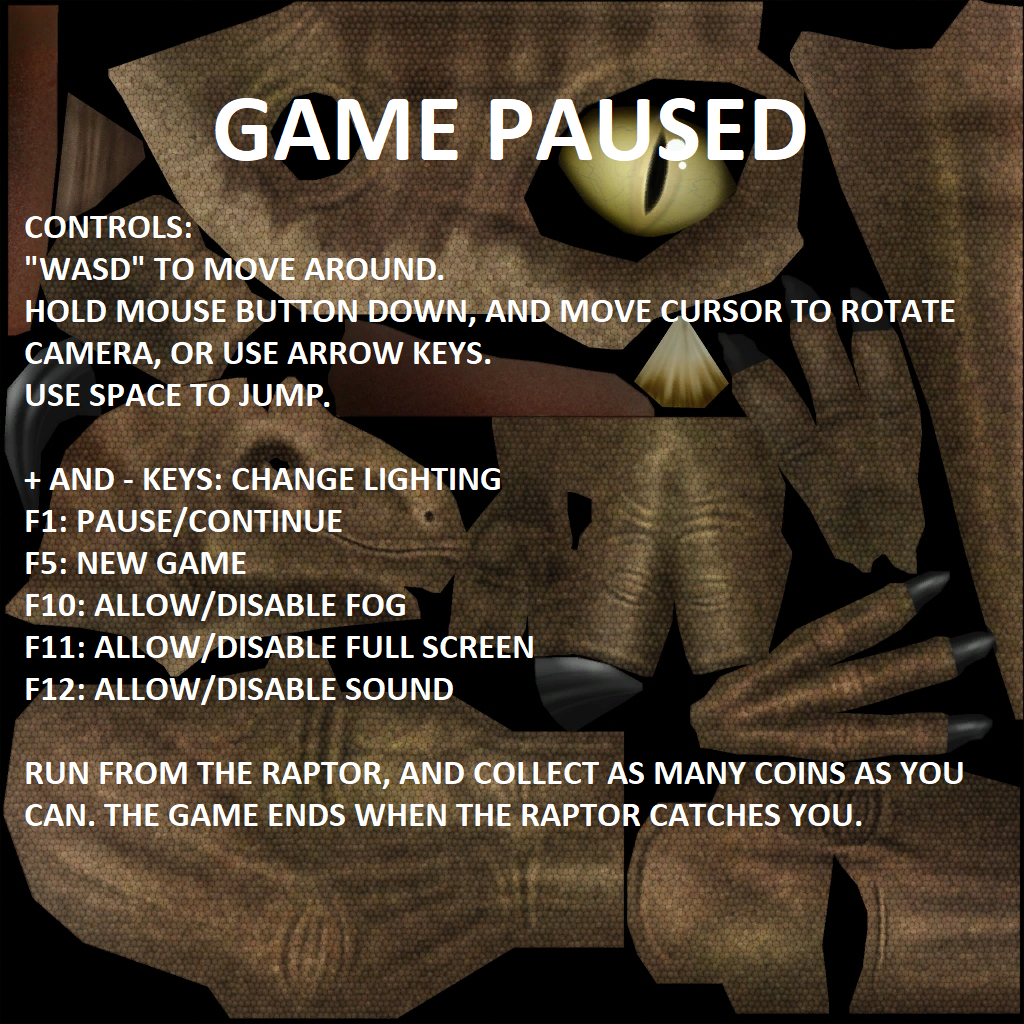 GAME PAUSED
CONTROLS:
"WASD" TO MOVE AROUND.
HOLD MOUSE BUTTON DOWN, AND MOVE CURSOR TO ROTATE
CAMERA, OR USE ARROW KEYS.
USE SPACE TO JUMP.
+ AND - KEYS: CHANGE LIGHTING
F1: PAUSE/CONTINUE
F5: NEW GAME
F10: ALLOW/DISABLE FOG
F11: ALLOW/DISABLE FULL SCREEN
F12: ALLOW/DISABLE SOUND
RUN FROM THE RAPTOR, AND COLLECT AS MANY COINS AS YOU
CAN. THE GAME ENDS WHEN THE RAPTOR CATCHES YOU.